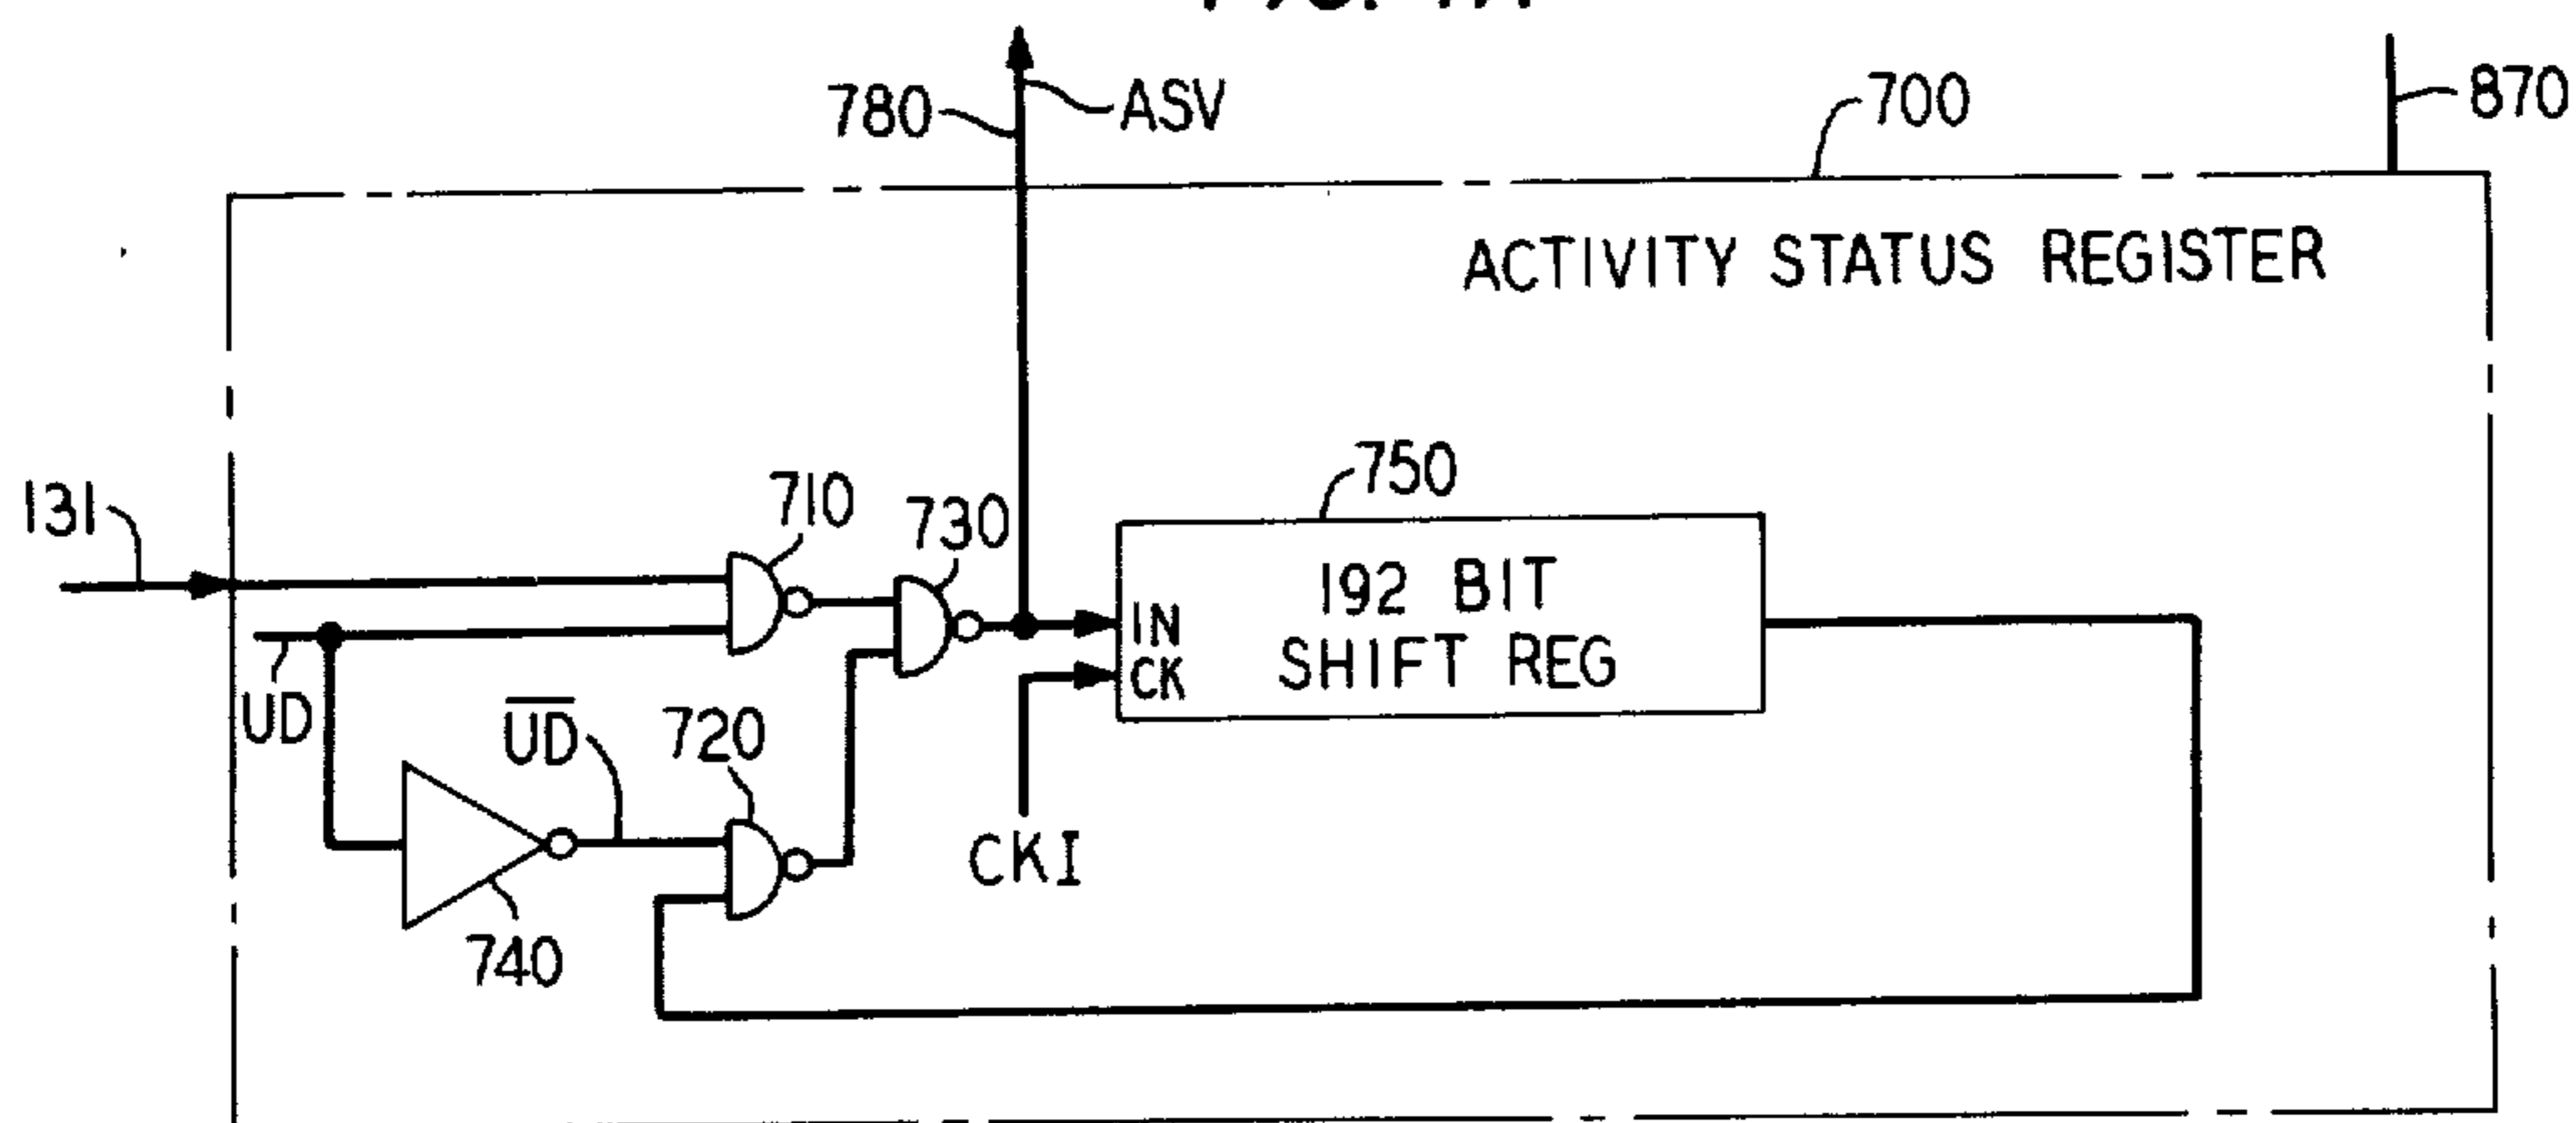 780
ASV
700
870
ACTIVITY STATUS REGISTER
131
710
730
750
192 BIT
SHIFT REG
IN
CK
UD
U̅D̅
720
740
CKI